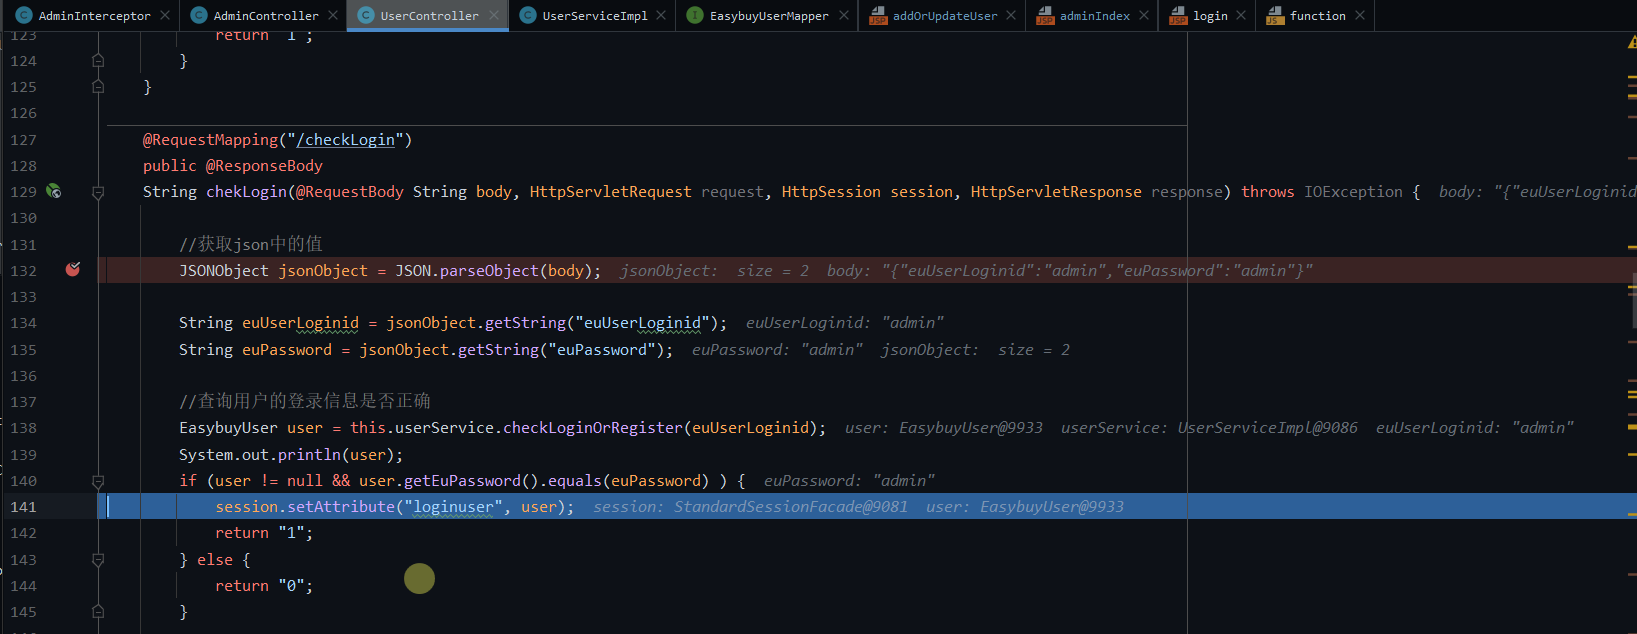 AdminInterceptor AdminController UserController UserServiceImpl EasybuyUserMapper addOrUpdateUser adminIndex login function
123 return "1";
124 }
125 }
126
127 @RequestMapping("/checkLogin")
128 public @ResponseBody
129 String chekLogin(@RequestBody String body, HttpServletRequest request, HttpSession session, HttpServletResponse response) throws IOException { body: "{"euUserLoginid
130
131 //获取json中的值
132 JSONObject jsonObject = JSON.parseObject(body); jsonObject: size = 2 body: "{"euUserLoginid":"admin","euPassword":"admin"}"
133
134 String euUserLoginid = jsonObject.getString("euUserLoginid"); euUserLoginid: "admin"
135 String euPassword = jsonObject.getString("euPassword"); euPassword: "admin" jsonObject: size = 2
136
137 //查询用户的登录信息是否正确
138 EasybuyUser user = this.userService.checkLoginOrRegister(euUserLoginid); user: EasybuyUser@9933 userService: UserServiceImpl@9086 euUserLoginid: "admin"
139 System.out.println(user);
140 if (user != null && user.getEuPassword().equals(euPassword) ) { euPassword: "admin"
141 session.setAttribute("loginuser", user); session: StandardSessionFacade@9081 user: EasybuyUser@9933
142 return "1";
143 } else {
144 return "0";
145 }